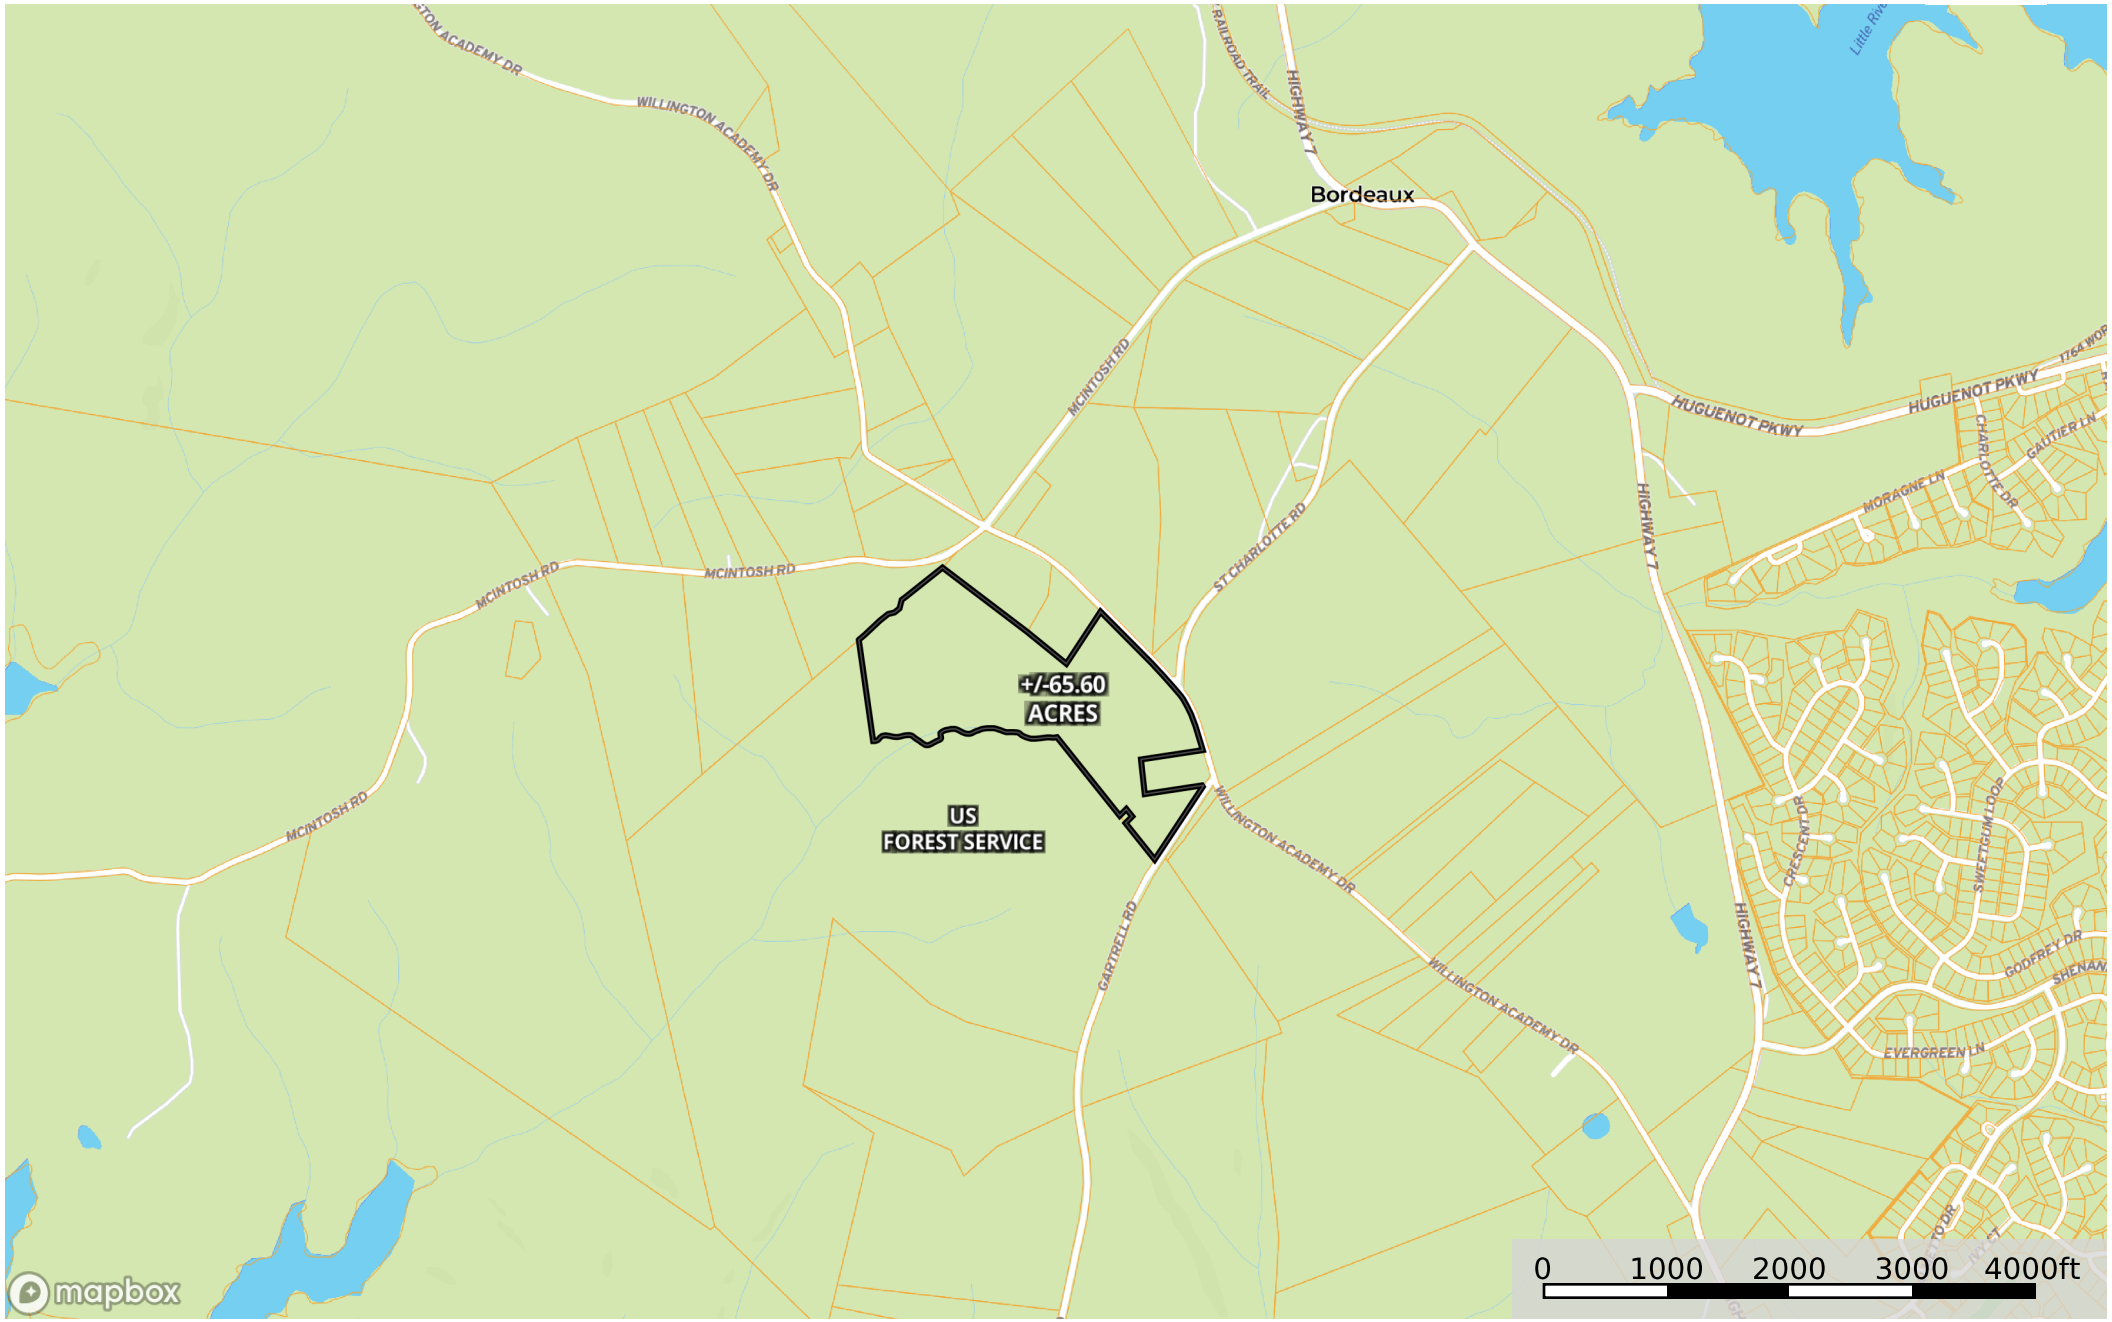 WILLINGTON ACADEMY DR
RAILROAD TRAIL
HIGHWAY 7
WILLINGTON ACADEMY DR
Bordeaux
MCINTOSH RD
HUGUENOT PKWY
HUGUENOT PKWY
CHARLOTTE DR
GAUTIER LN
MORAGNE LN
HIGHWAY 7
ST CHARLOTTE RD
MCINTOSH RD
MCINTOSH RD
+/-65.60
ACRES
US
FOREST SERVICE
MCINTOSH RD
WILLINGTON ACADEMY DR
CRESCENT DR
SWEETGUM LOOP
GARTRELL RD
HIGHWAY 7
GODFREY DR
WILLINGTON ACADEMY DR
EVERGREEN LN
0 1000 2000 3000 4000ft
mapbox